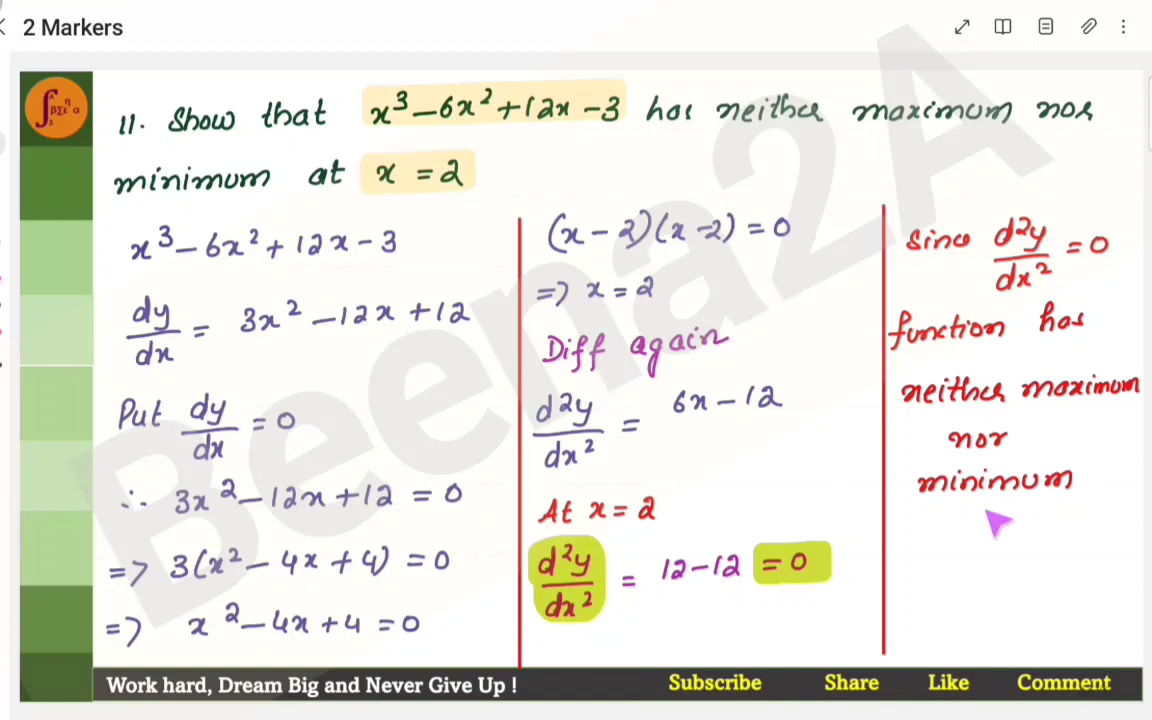 2 Markers
11. Show that x³ – 6x² + 12x – 3 has neither maximum nor
minimum at x = 2
x³ – 6x² + 12x – 3
dy/dx = 3x² – 12x + 12
Put dy/dx = 0
∴ 3x² – 12x + 12 = 0
=> 3(x² – 4x + 4) = 0
=> x² – 4x + 4 = 0
(x – 2)(x – 2) = 0
=> x = 2
Diff again
d²y/dx² = 6x – 12
At x = 2
d²y/dx² = 12 – 12 = 0
Since d²y/dx² = 0
function has
neither maximum
nor
minimum
Beena2A
Work hard, Dream Big and Never Give Up !
Subscribe Share Like Comment